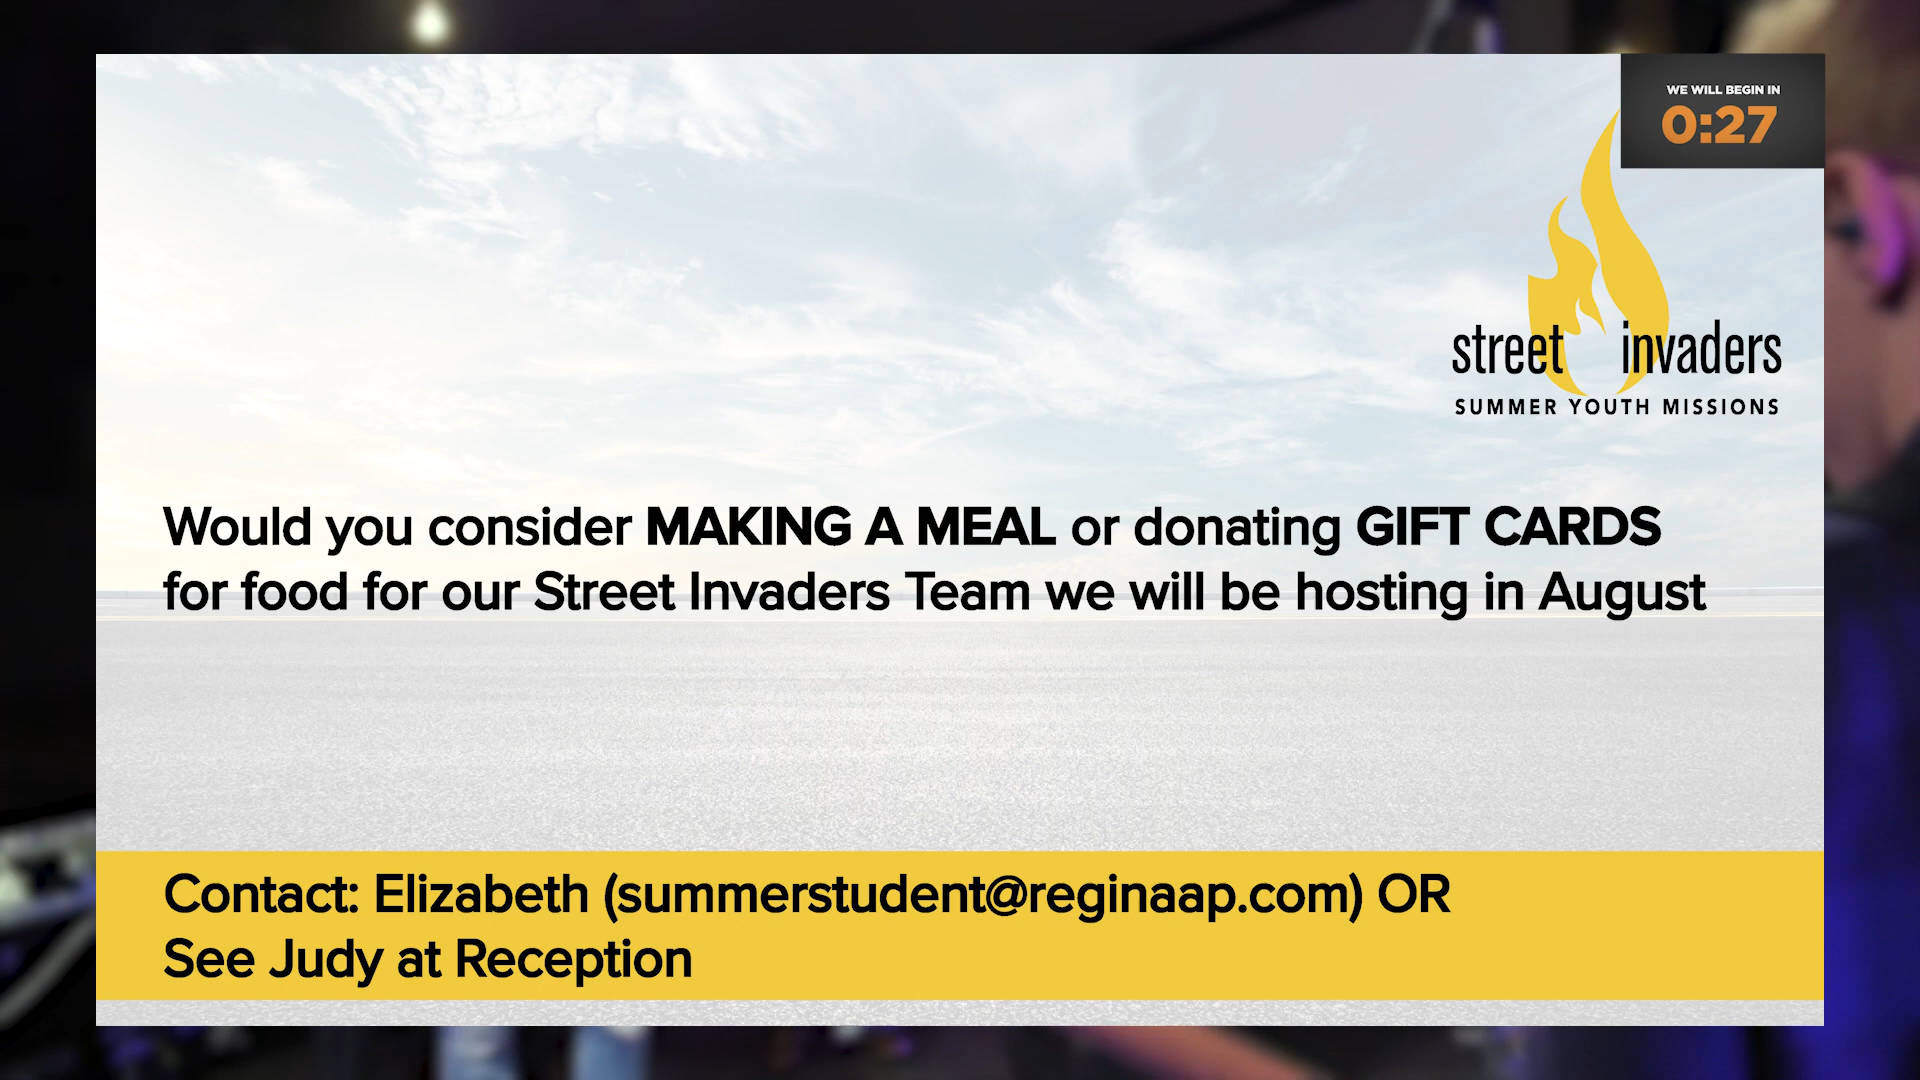 WE WILL BEGIN IN
0:27
street invaders
SUMMER YOUTH MISSIONS
Would you consider MAKING A MEAL or donating GIFT CARDS
for food for our Street Invaders Team we will be hosting in August
Contact: Elizabeth (summerstudent@reginaap.com) OR
See Judy at Reception